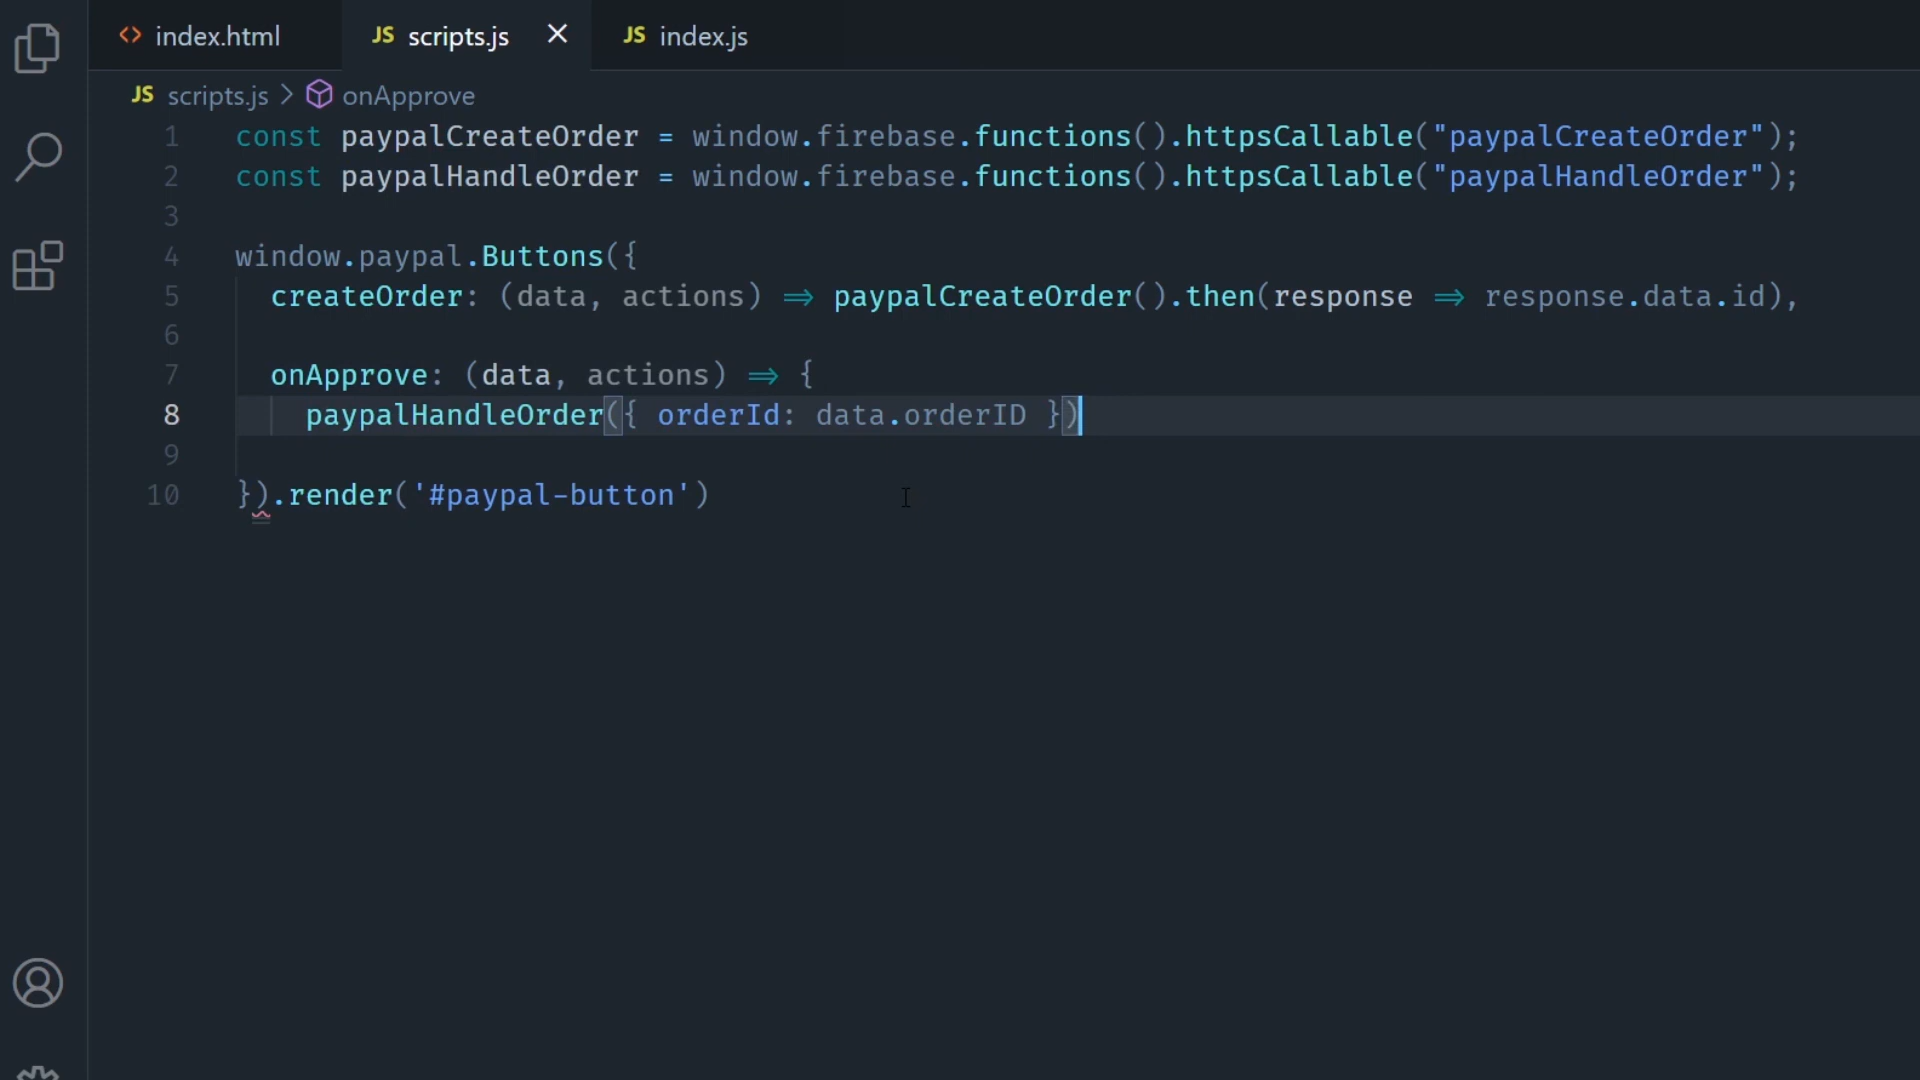 <> index.html JS scripts.js × JS index.js
JS scripts.js > onApprove
1 const paypalCreateOrder = window.firebase.functions().httpsCallable("paypalCreateOrder");
2 const paypalHandleOrder = window.firebase.functions().httpsCallable("paypalHandleOrder");
3
4 window.paypal.Buttons({
5 createOrder: (data, actions) => paypalCreateOrder().then(response => response.data.id),
6
7 onApprove: (data, actions) => {
8 paypalHandleOrder({ orderId: data.orderID })
9
10 }).render('#paypal-button')